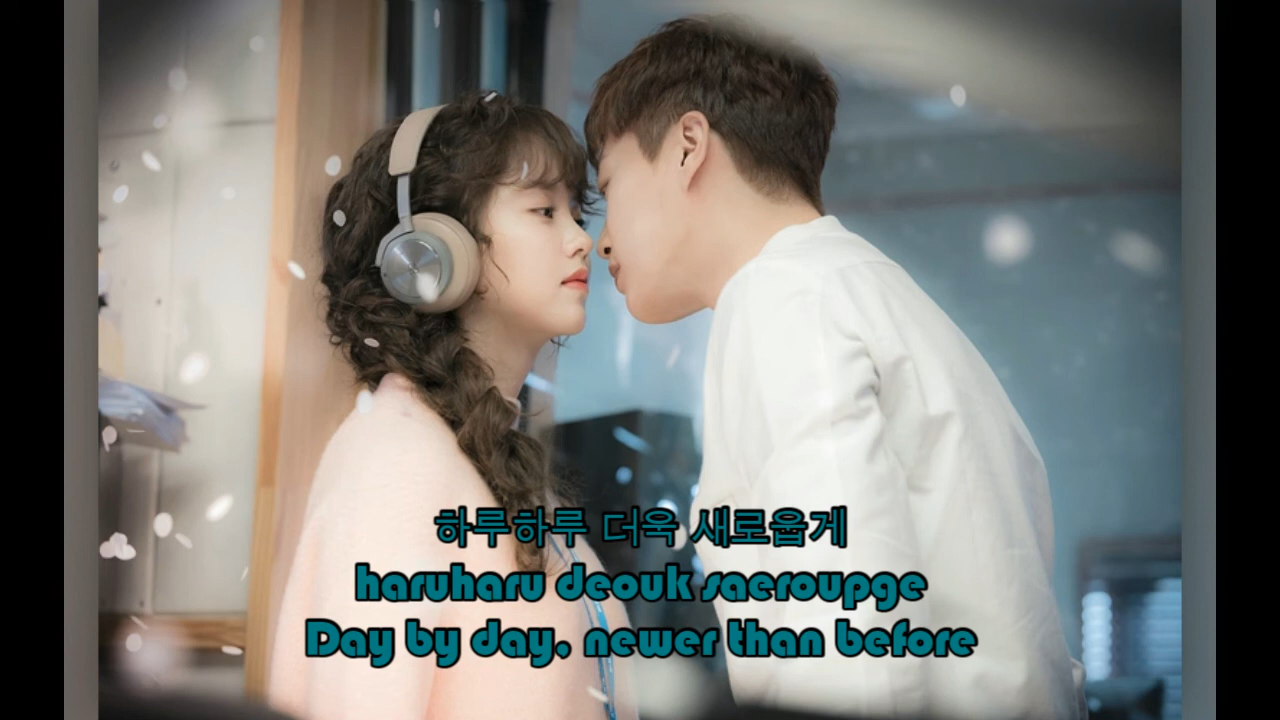 하루하루 더욱 새로웁게
haruharu deouk saeroupge
Day by day, newer than before